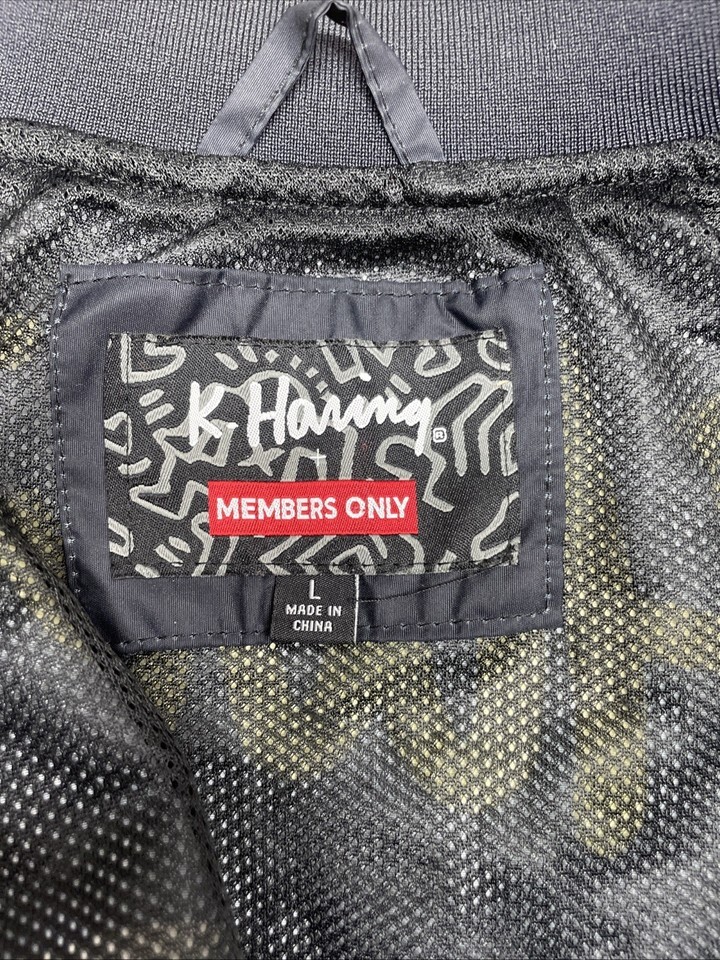 K. Haring®
+
MEMBERS ONLY
L
MADE IN
CHINA